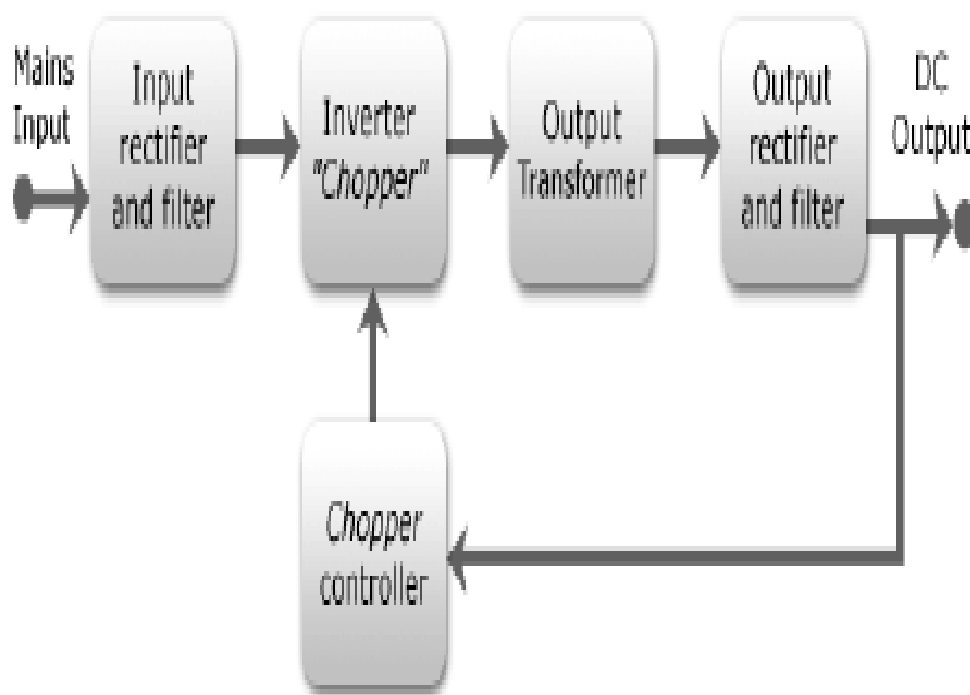 Mains
Input
Input
rectifier
and filter
Inverter
"Chopper"
Output
Transformer
Output
rectifier
and filter
DC
Output
Chopper
controller